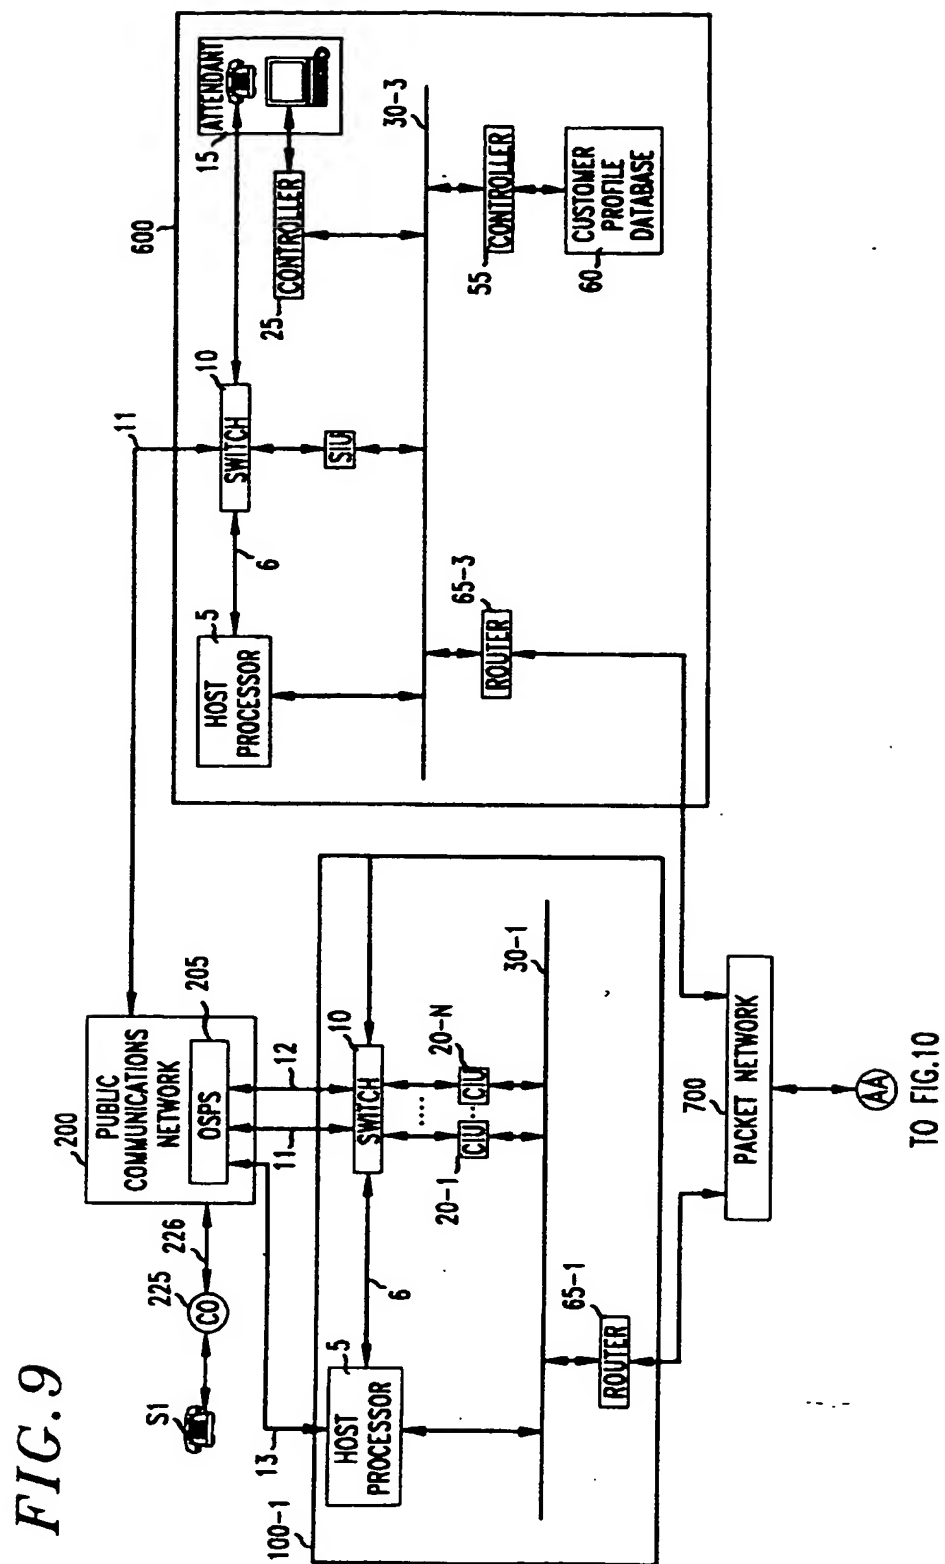 FIG. 9
S1
225
CO
226
200
PUBLIC
COMMUNICATIONS
NETWORK
205
OSPS
11
13
11
12
100-1
5
HOST
PROCESSOR
6
10
SWITCH
20-1
CIU
.....
...
20-N
CIU
30-1
65-1
ROUTER
600
5
HOST
PROCESSOR
6
10
SWITCH
SIU
15
ATTENDANT
25
CONTROLLER
30-3
65-3
ROUTER
55
CONTROLLER
60
CUSTOMER
PROFILE
DATABASE
700
PACKET NETWORK
AA
TO FIG.10